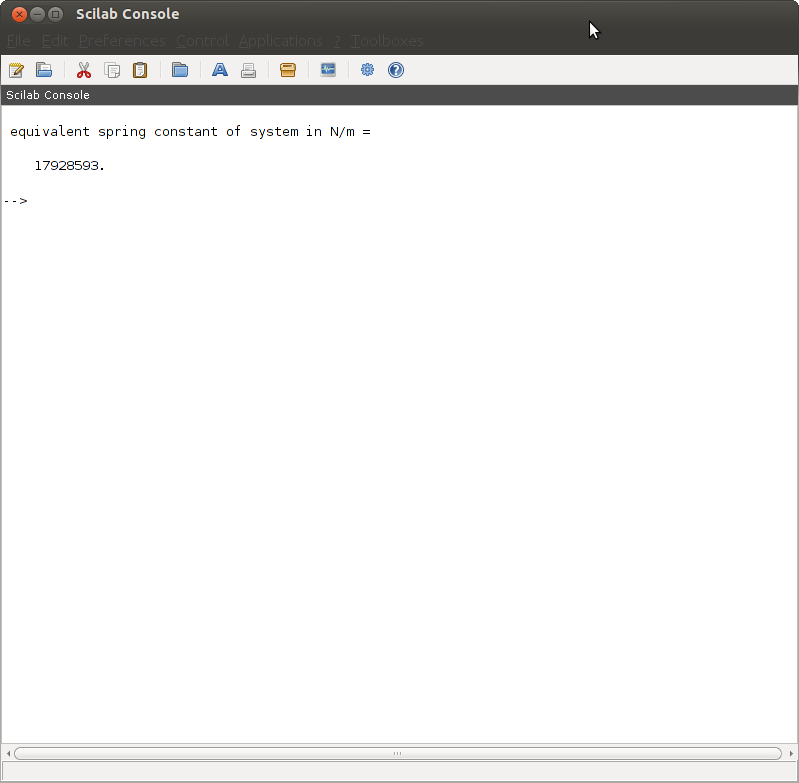 Scilab Console
File Edit Preferences Control Applications ? Toolboxes
Scilab Console
equivalent spring constant of system in N/m =
17928593.
-->